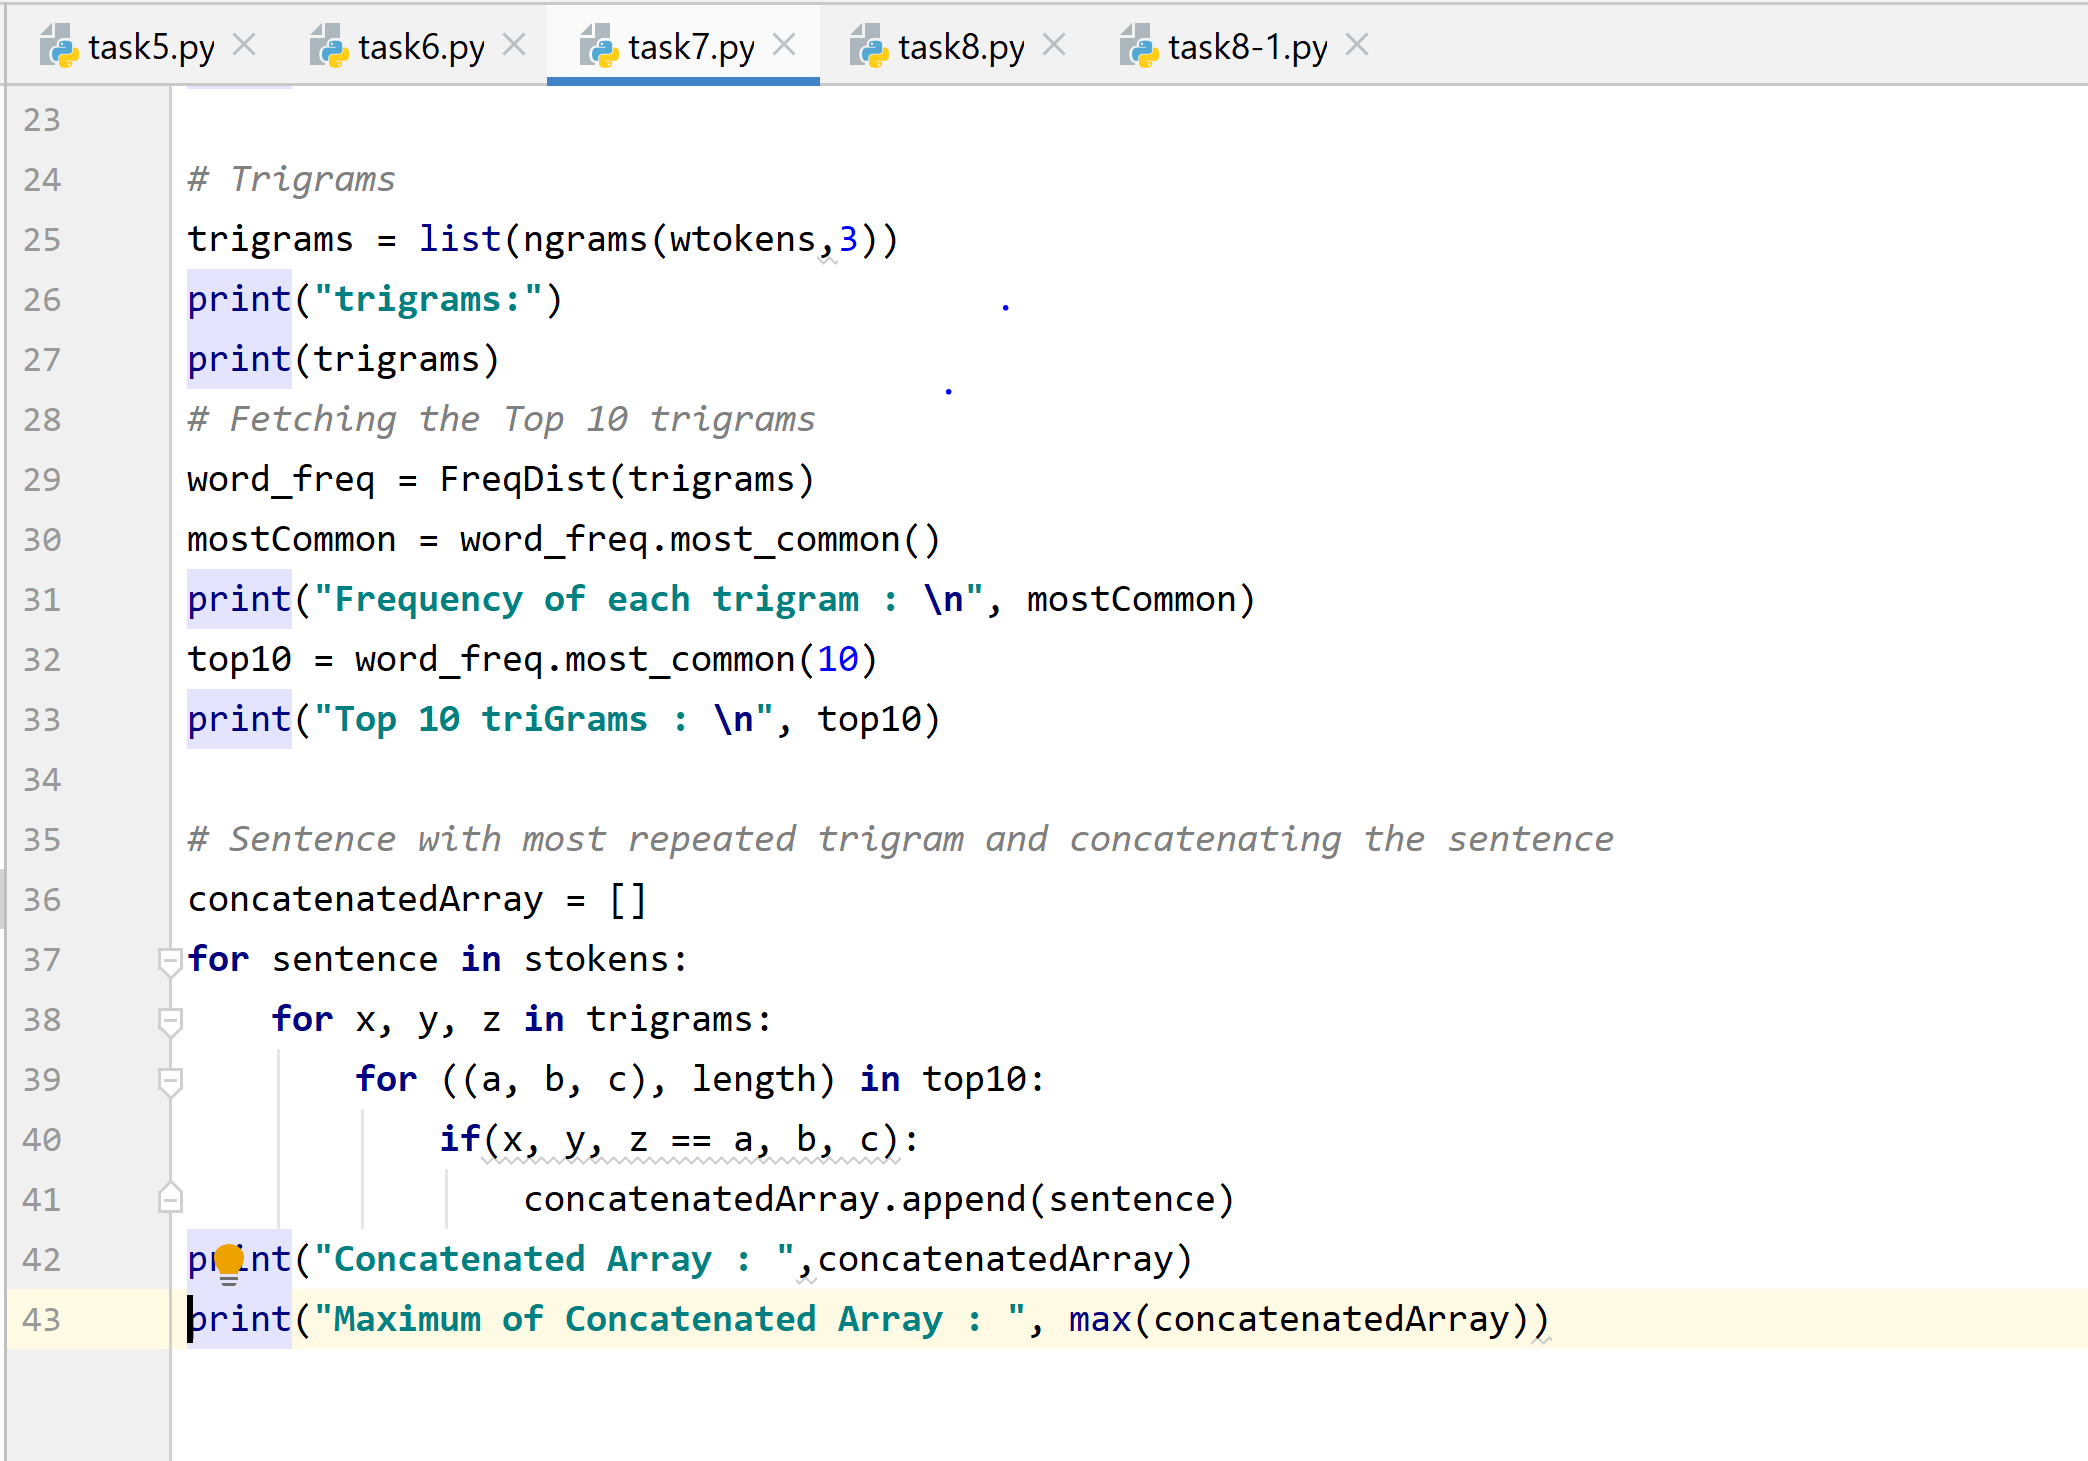 task5.py task6.py task7.py task8.py task8-1.py
23
24 # Trigrams
25 trigrams = list(ngrams(wtokens,3))
26 print("trigrams:")
27 print(trigrams)
28 # Fetching the Top 10 trigrams
29 word_freq = FreqDist(trigrams)
30 mostCommon = word_freq.most_common()
31 print("Frequency of each trigram : \n", mostCommon)
32 top10 = word_freq.most_common(10)
33 print("Top 10 triGrams : \n", top10)
34
35 # Sentence with most repeated trigram and concatenating the sentence
36 concatenatedArray = []
37 for sentence in stokens:
38     for x, y, z in trigrams:
39         for ((a, b, c), length) in top10:
40             if(x, y, z == a, b, c):
41                 concatenatedArray.append(sentence)
42 print("Concatenated Array : ",concatenatedArray)
43 print("Maximum of Concatenated Array : ", max(concatenatedArray))